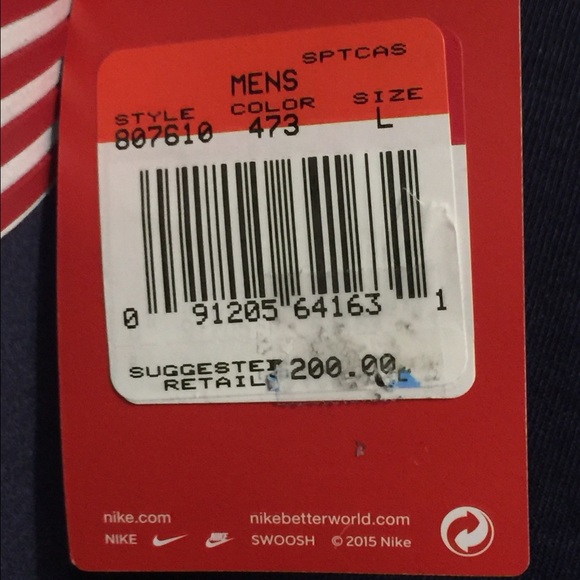 SPTCAS
MENS
STYLE COLOR SIZE
807610 473 L
0 91205 64163 1
SUGGESTED 200.00
RETAIL
nike.com nikebetterworld.com
NIKE SWOOSH © 2015 Nike